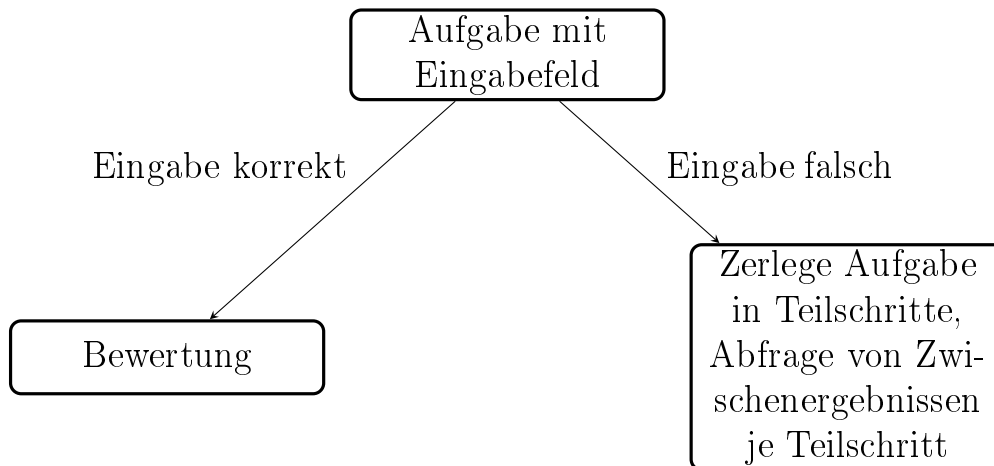 Aufgabe mit
Eingabefeld
Eingabe korrekt
Eingabe falsch
Bewertung
Zerlege Aufgabe
in Teilschritte,
Abfrage von Zwi-
schenergebnissen
je Teilschritt